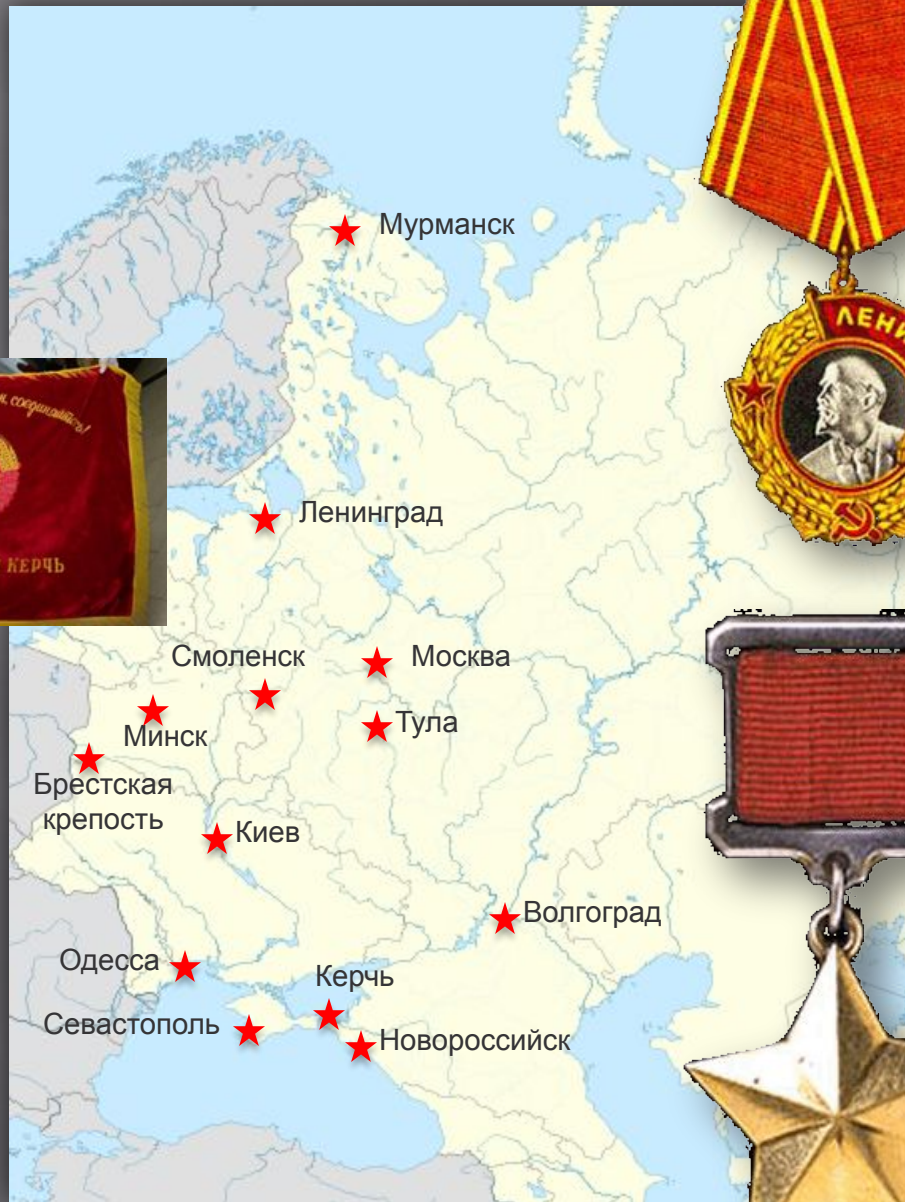 Мурманск
ЛЕНИ
соединяйтесь!
КЕРЧЬ
Ленинград
Смоленск
Москва
Минск
Тула
Брестская
крепость
Киев
Волгоград
Одесса
Керчь
Севастополь
Новороссийск